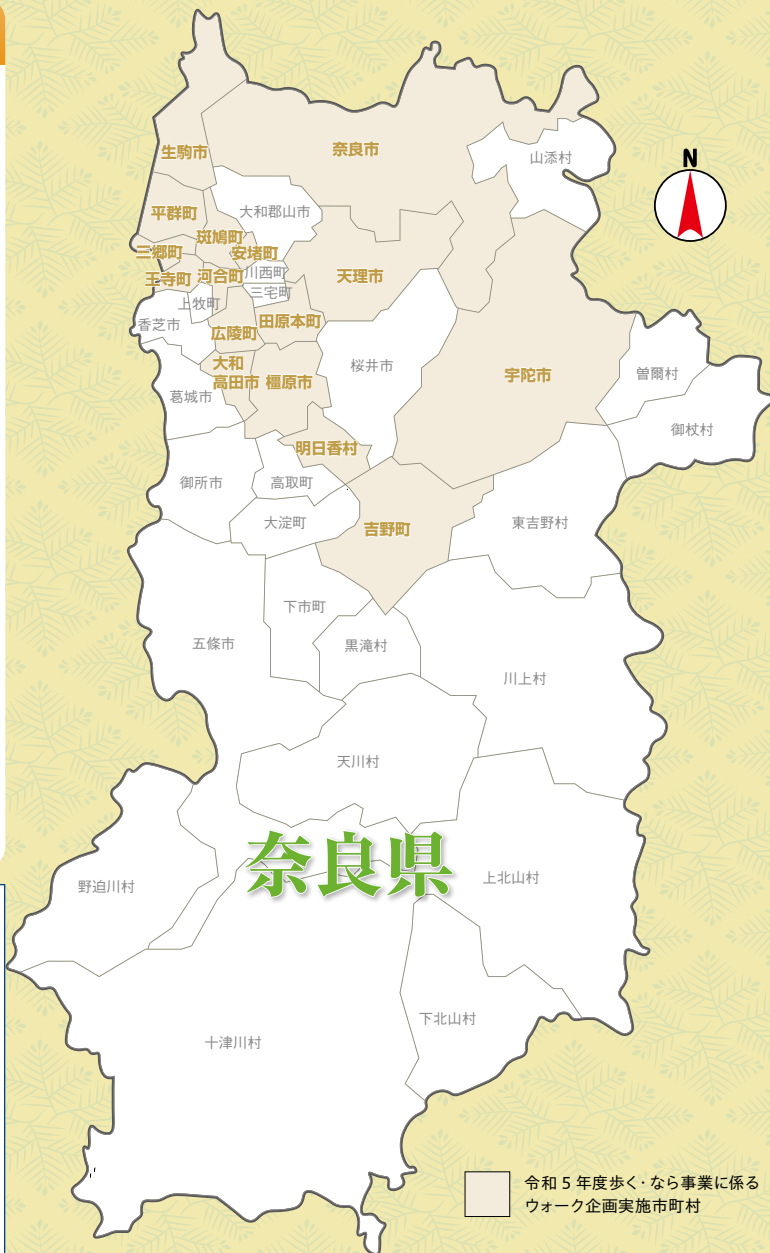 N
生駒市
奈良市
山添村
平群町
斑鳩町
大和郡山市
三郷町
安堵町
王寺町
河合町
川西町
天理市
上牧町
三宅町
香芝市
広陵町
田原本町
大和
高田市
橿原市
桜井市
宇陀市
曽爾村
葛城市
御杖村
明日香村
御所市
高取町
大淀町
吉野町
東吉野村
下市町
五條市
黒滝村
川上村
天川村
奈良県
野迫川村
上北山村
下北山村
十津川村
令和5年度歩く・なら事業に係る
ウォーク企画実施市町村